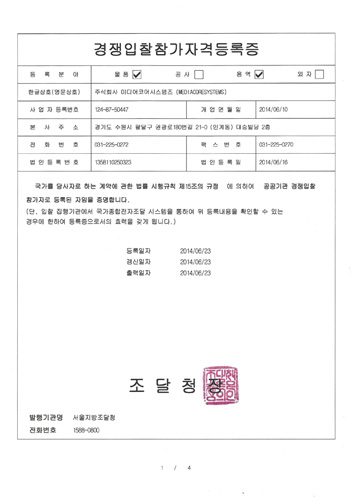 경쟁입찰참가자격등록증
등 록 분 야 물 품 공 사 용 역 외 자
한글상호(영문상호) 주식회사 미디어코어시스템즈 (MEDIACORESYSTEMS)
사 업 자 등록번호 124-87-50447 개 업 연 월 일 2014/06/10
본 사 주 소 경기도 수원시 팔달구 권광로180번길 21-0 (인계동) 대승빌딩 2층
전 화 번 호 031-225-0272 팩 스 번 호 031-225-0270
법 인 등 록 번 호 1358110250323 법 인 등 록 일 2014/06/16
국가를 당사자로 하는 계약에 관한 법률 시행규칙 제15조의 규정 에 의하여 공공기관 경쟁입찰
참가자로 등록된 자임을 증명합니다.
(단, 입찰 집행기관에서 국가종합전자조달 시스템을 통하여 위 등록내용을 확인할 수 있는
경우에 한하여 등록증으로서의 효력을 갖게 됩니다.)
등록일자 2014/06/23
갱신일자 2014/06/23
출력일자 2014/06/23
조 달 청 장
발행기관명 서울지방조달청
전화번호 1588-0800
1 / 4